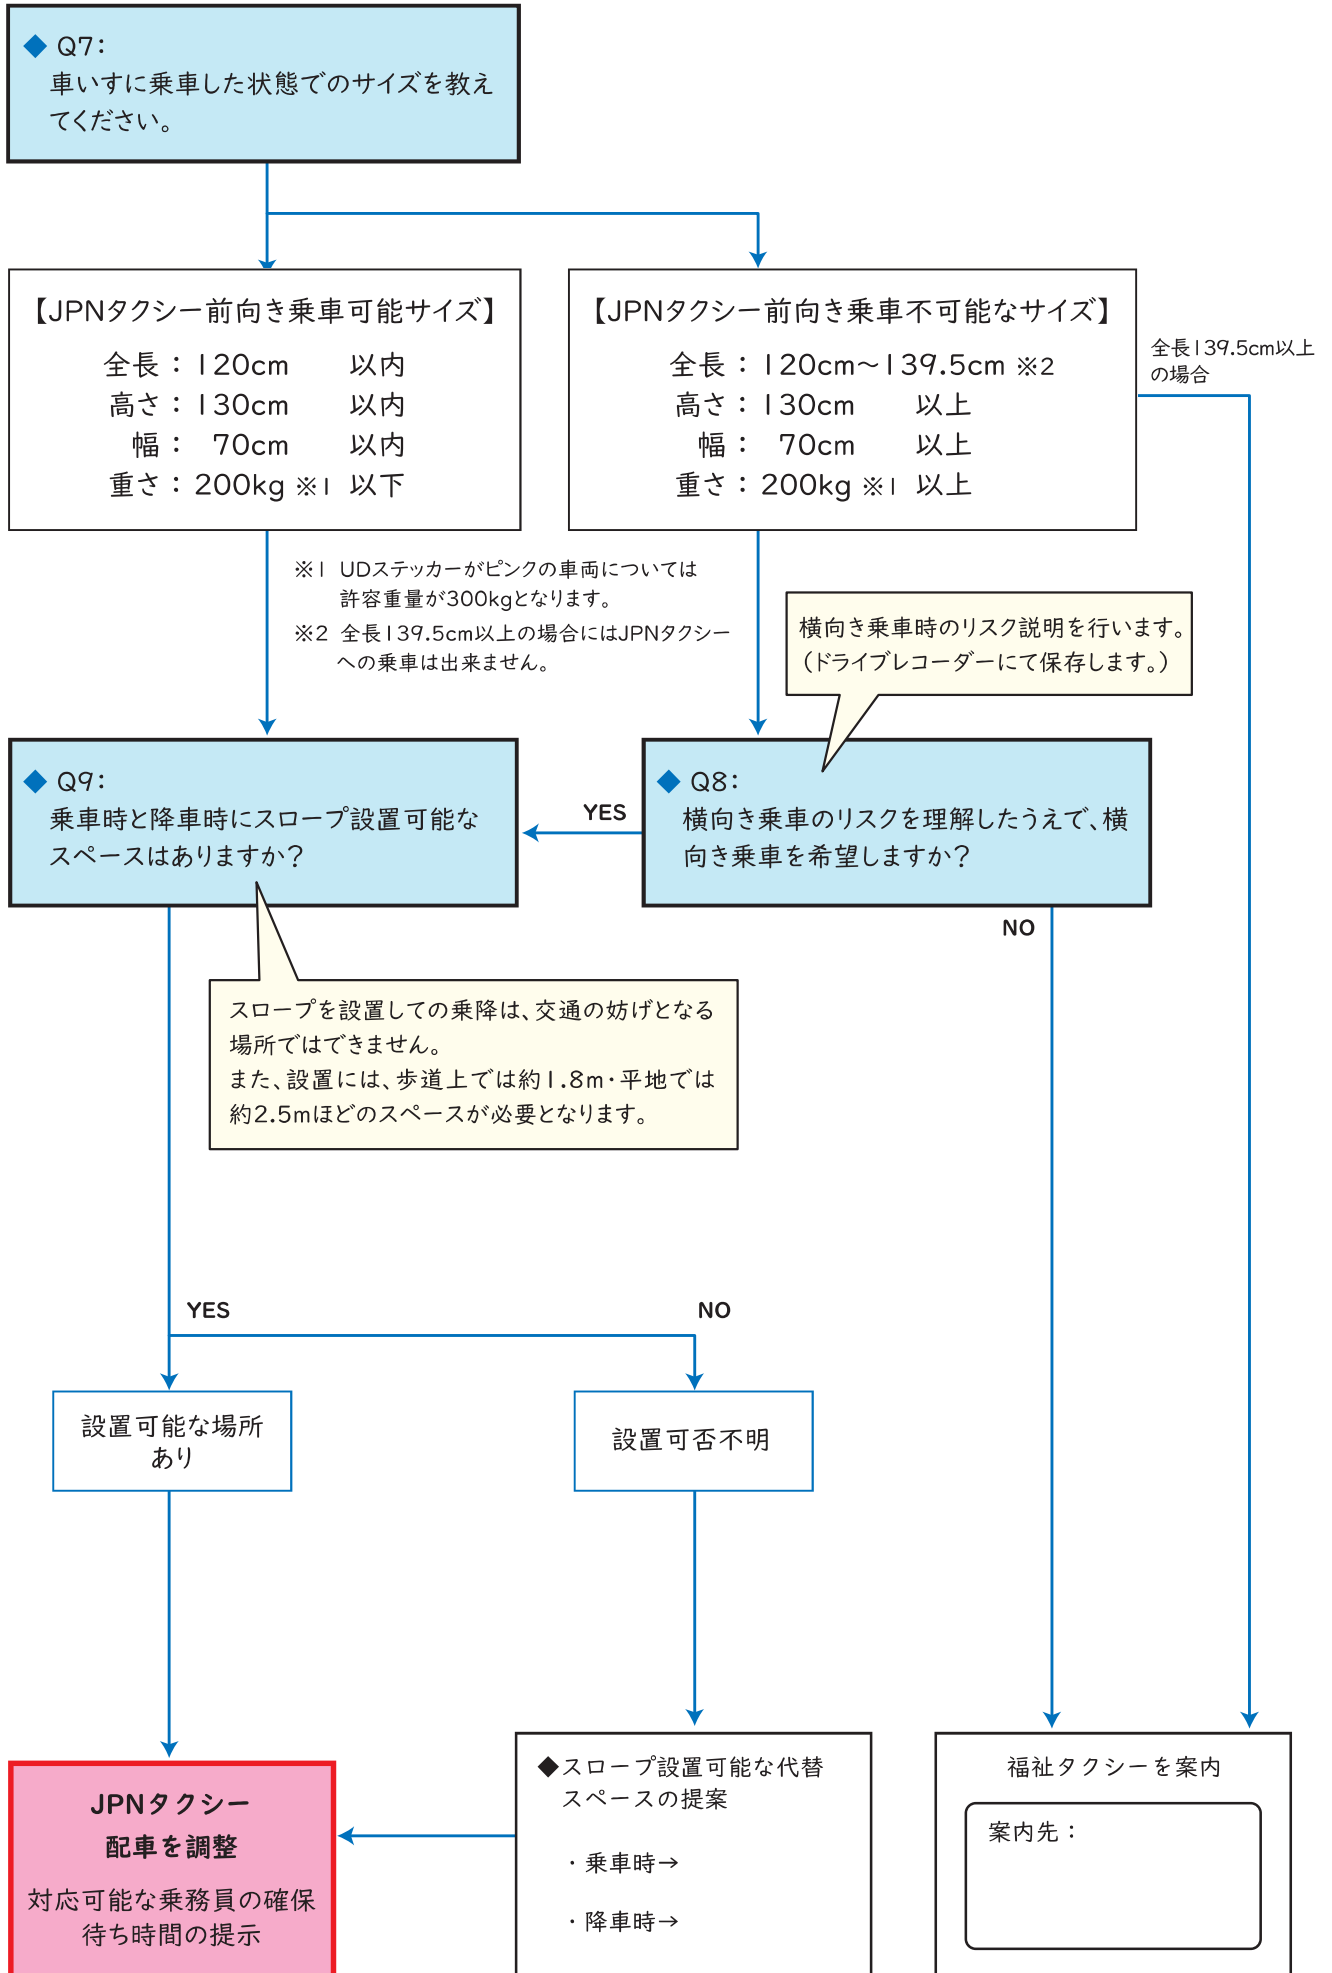 ◆ Q7:
車いすに乗車した状態でのサイズを教え
てください。
【JPNタクシー前向き乗車可能サイズ】
全長：120cm 以内
高さ：130cm 以内
幅： 70cm 以内
重さ：200kg ※1 以下
【JPNタクシー前向き乗車不可能なサイズ】
全長：120cm～139.5cm ※2
高さ：130cm 以上
幅： 70cm 以上
重さ：200kg ※1 以上
全長139.5cm以上
の場合
※1 UDステッカーがピンクの車両については
許容重量が300kgとなります。
※2 全長139.5cm以上の場合にはJPNタクシー
への乗車は出来ません。
横向き乗車時のリスク説明を行います。
（ドライブレコーダーにて保存します。）
◆ Q8:
横向き乗車のリスクを理解したうえで、横
向き乗車を希望しますか？
YES
NO
◆ Q9:
乗車時と降車時にスロープ設置可能な
スペースはありますか？
スロープを設置しての乗降は、交通の妨げとなる
場所ではできません。
また、設置には、歩道上では約1.8m・平地では
約2.5mほどのスペースが必要となります。
YES
NO
設置可能な場所
あり
設置可否不明
JPNタクシー
配車を調整
対応可能な乗務員の確保
待ち時間の提示
◆スロープ設置可能な代替
スペースの提案
・乗車時→
・降車時→
福祉タクシーを案内
案内先：